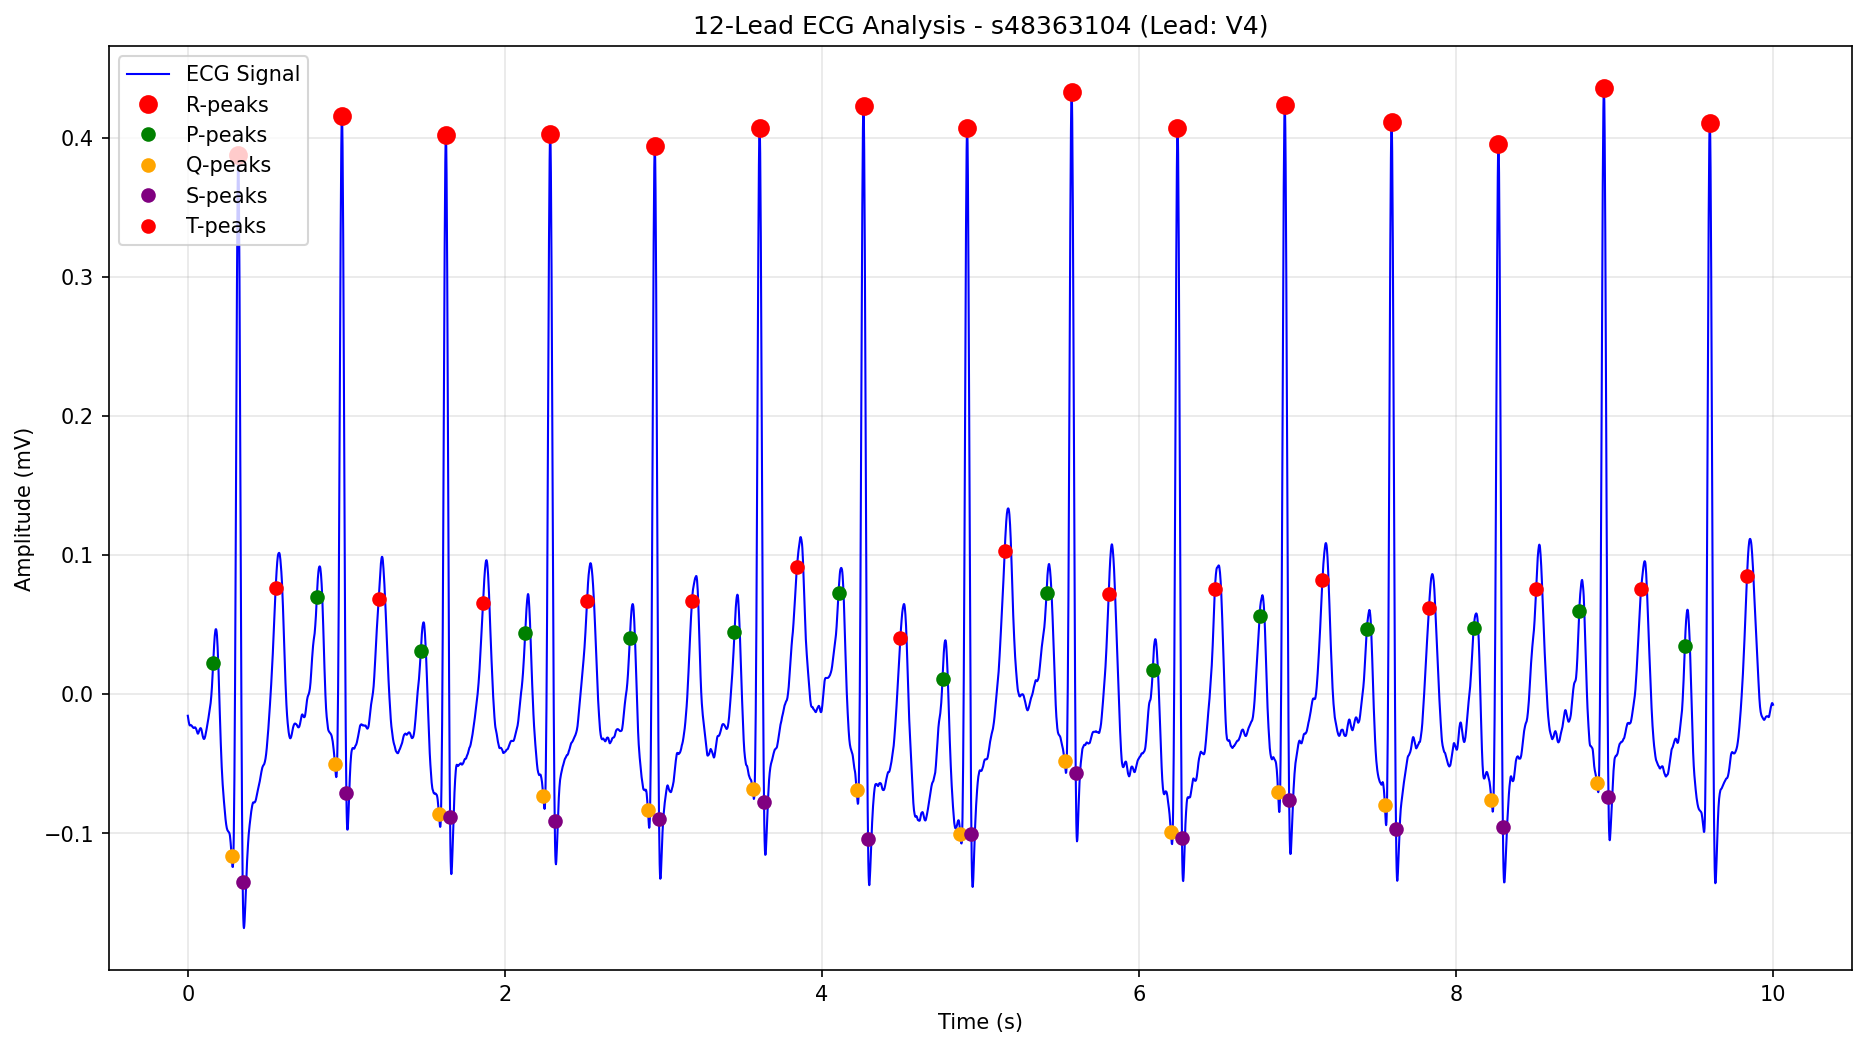 12-Lead ECG Analysis - s48363104 (Lead: V4)
ECG Signal
R-peaks
P-peaks
Q-peaks
S-peaks
T-peaks
Amplitude (mV)
0.4
0.3
0.2
0.1
0.0
−0.1
0 2 4 6 8 10
Time (s)